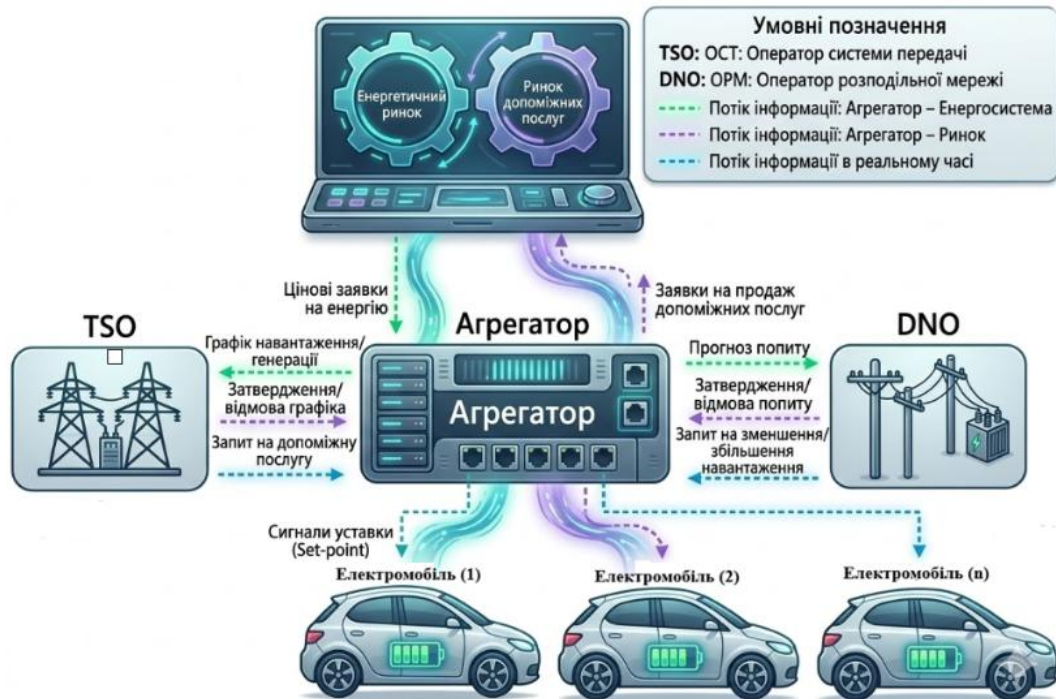 Умовні позначення
TSO: ОСТ: Оператор системи передачі
DNO: ОРМ: Оператор розподільної мережі
Потік інформації: Агрегатор – Енергосистема
Потік інформації: Агрегатор – Ринок
Потік інформації в реальному часі
Енергетичний
ринок
Ринок
допоміжних
послуг
Цінові заявки
на енергію
Заявки на продаж
допоміжних послуг
TSO
Агрегатор
DNO
Графік навантаження/
генерації
Затвердження/
відмова графіка
Запит на допоміжну
послугу
Агрегатор
Прогноз попиту
Затвердження/
відмова попиту
Запит на зменшення/
збільшення
навантаження
Сигнали уставки
(Set-point)
Електромобіль (1)
Електромобіль (2)
Електромобіль (n)